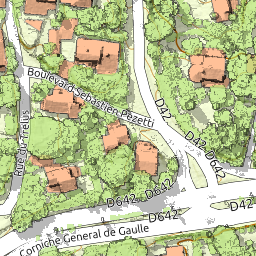 Boulevard Sébastien Pezetti
Rue du Trelus
D42
D42-D642
D642
D642
D642
D42
Corniche Général de Gaulle